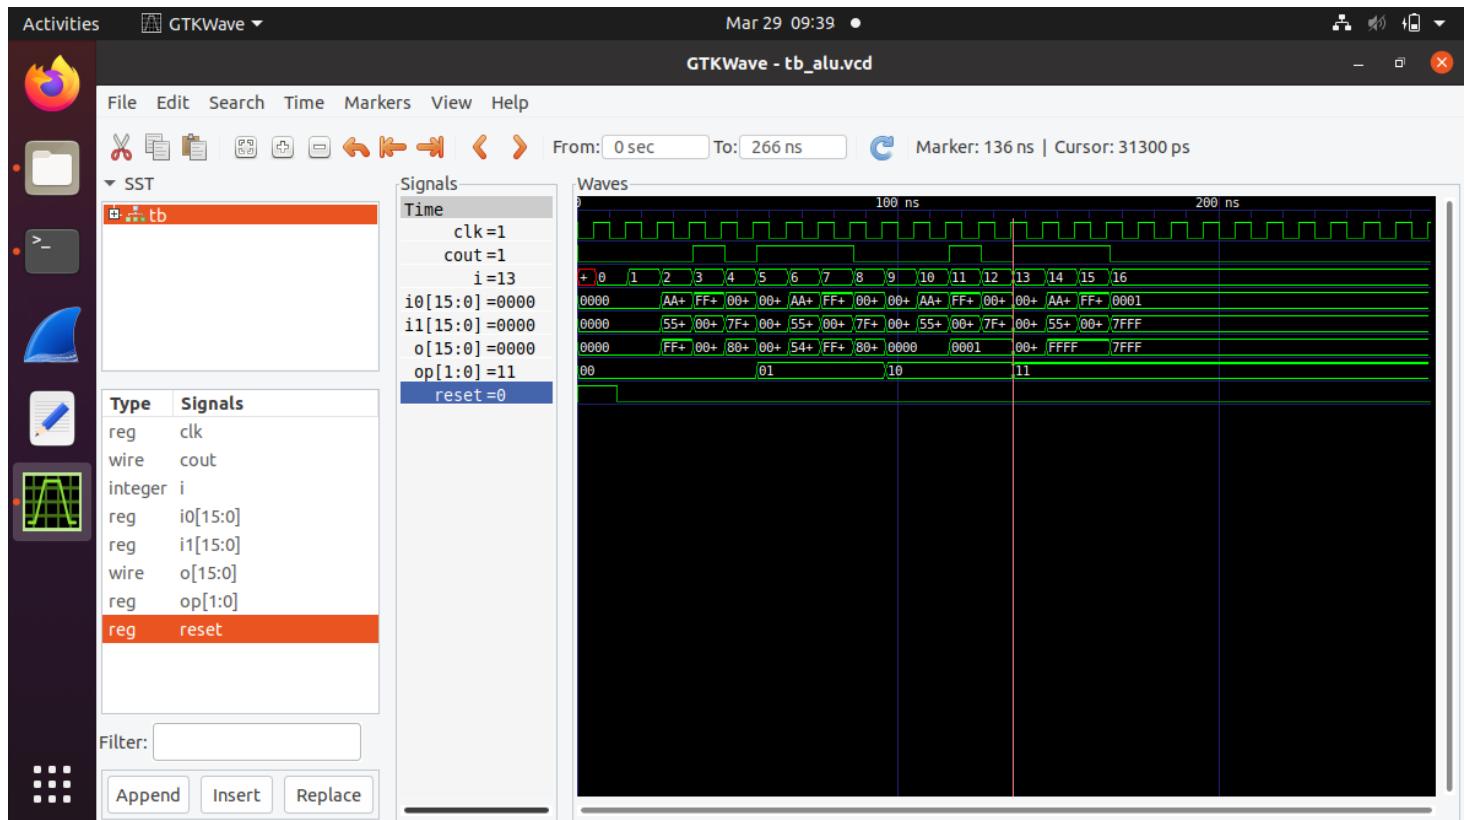 Activities GTKWave Mar 29 09:39
GTKWave - tb_alu.vcd
File Edit Search Time Markers View Help
From: 0 sec To: 266 ns Marker: 136 ns | Cursor: 31300 ps
SST
tb
Type Signals
reg clk
wire cout
integer i
reg i0[15:0]
reg i1[15:0]
wire o[15:0]
reg op[1:0]
reg reset
Filter:
Append Insert Replace
Signals
Time
clk=1
cout=1
i=13
i0[15:0]=0000
i1[15:0]=0000
o[15:0]=0000
op[1:0]=11
reset=0
Waves
0 100 ns 200 ns
+ 0 1 2 3 4 5 6 7 8 9 10 11 12 13 14 15 16
0000 AA+ FF+ 00+ 00+ AA+ FF+ 00+ 00+ AA+ FF+ 00+ 00+ AA+ FF+ 0001
0000 55+ 00+ 7F+ 00+ 55+ 00+ 7F+ 00+ 55+ 00+ 7F+ 00+ 55+ 00+ 7FFF
0000 FF+ 00+ 80+ 00+ 54+ FF+ 80+ 0000 0001 00+ FFFF 7FFF
00 01 10 11